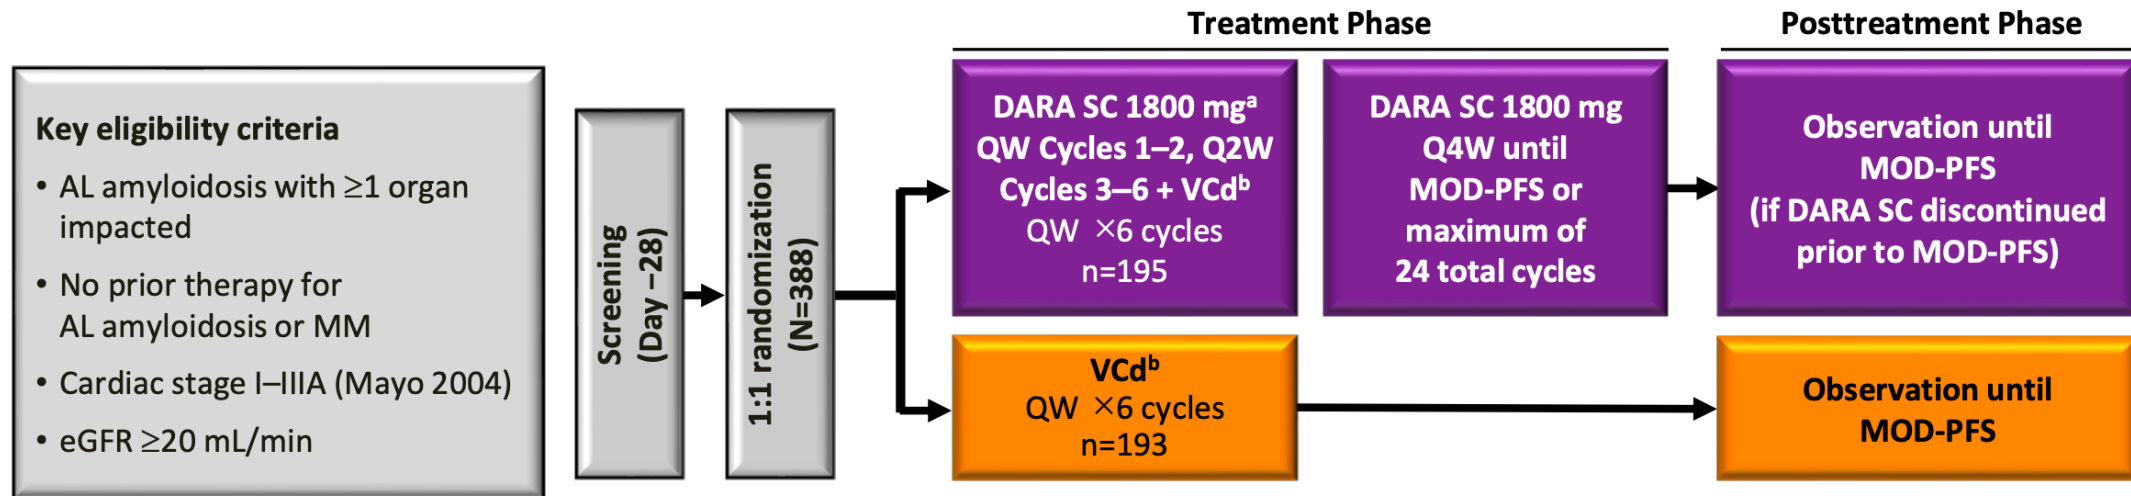 Treatment Phase
Posttreatment Phase
Key eligibility criteria
• AL amyloidosis with ≥1 organ
impacted
• No prior therapy for
AL amyloidosis or MM
• Cardiac stage I–IIIA (Mayo 2004)
• eGFR ≥20 mL/min
Screening
(Day –28)
1:1 randomization
(N=388)
DARA SC 1800 mgᵃ
QW Cycles 1–2, Q2W
Cycles 3–6 + VCdᵇ
QW ×6 cycles
n=195
DARA SC 1800 mg
Q4W until
MOD-PFS or
maximum of
24 total cycles
Observation until
MOD-PFS
(if DARA SC discontinued
prior to MOD-PFS)
VCdᵇ
QW ×6 cycles
n=193
Observation until
MOD-PFS